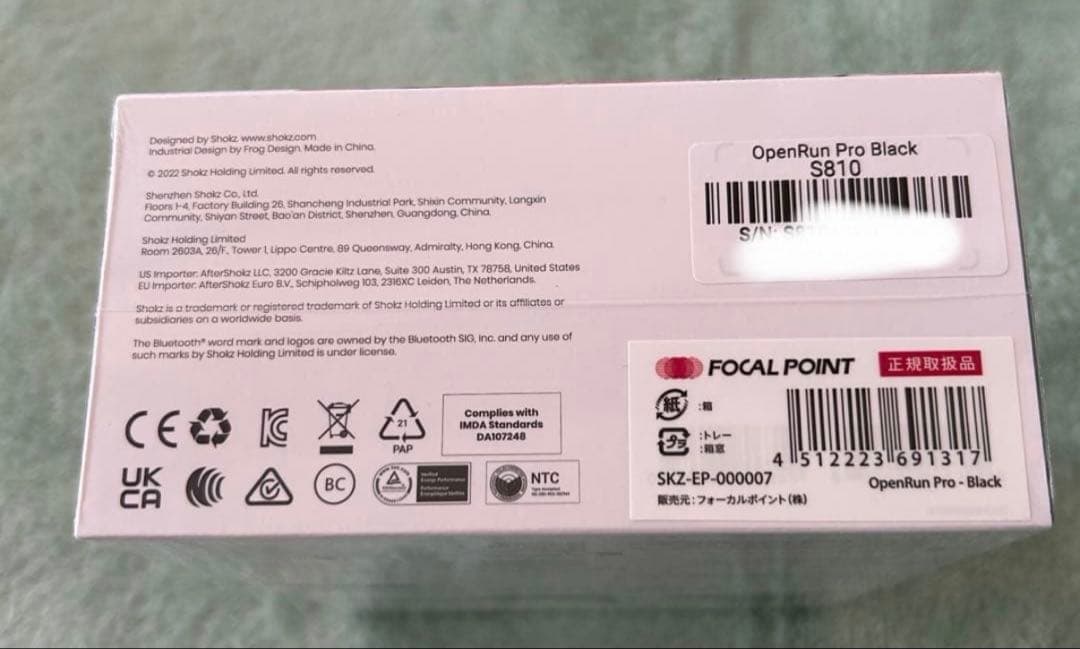 Designed by Shokz. www.shokz.com
Industrial Design by Frog Design. Made in China.
© 2022 Shokz Holding Limited. All rights reserved.
Shenzhen Shokz Co., Ltd.
Floors 1-4, Factory Building 26, Shancheng Industrial Park, Shixin Community, Langxin
Community, Shiyan Street, Bao'an District, Shenzhen, Guangdong, China.
Shokz Holding Limited
Room 2603A, 26/F, Tower 1, Lippo Centre, 89 Queensway, Admiralty, Hong Kong, China.
US Importer: AfterShokz LLC, 3200 Gracie Kiltz Lane, Suite 300 Austin, TX 78758, United States
EU Importer: AfterShokz Euro B.V., Schipholweg 103, 2316XC Leiden, The Netherlands.
Shokz is a trademark or registered trademark of Shokz Holding Limited or its affiliates or
subsidiaries on a worldwide basis.
The Bluetooth® word mark and logos are owned by the Bluetooth SIG, Inc. and any use of
such marks by Shokz Holding Limited is under license.
CE
21
PAP
Complies with
IMDA Standards
DA107248
UK
CA
BC
Verified
Energy Performance
NTC
Type Accepted
OpenRun Pro Black
S810
S/N:
FOCAL POINT
正規取扱品
紙
:箱
プラ
:トレー
:箱窓
4 512223 691317
SKZ-EP-000007
OpenRun Pro - Black
販売元:フォーカルポイント(株)